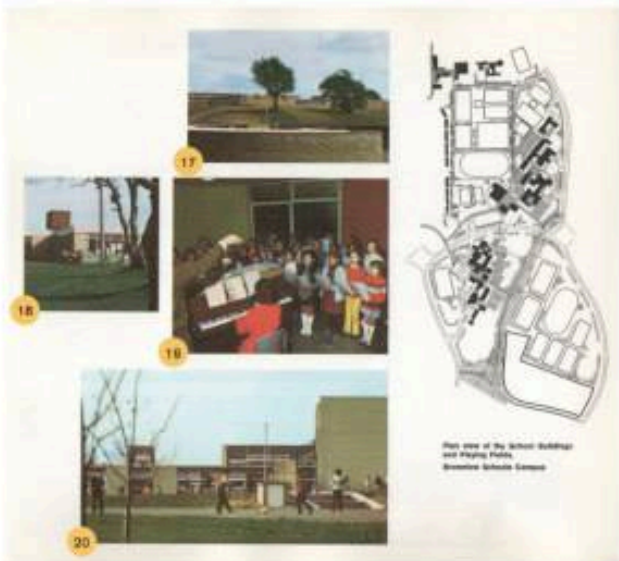 17
18
19
20
Plan view of the School Buildings
and Playing Fields.
Schools Campus